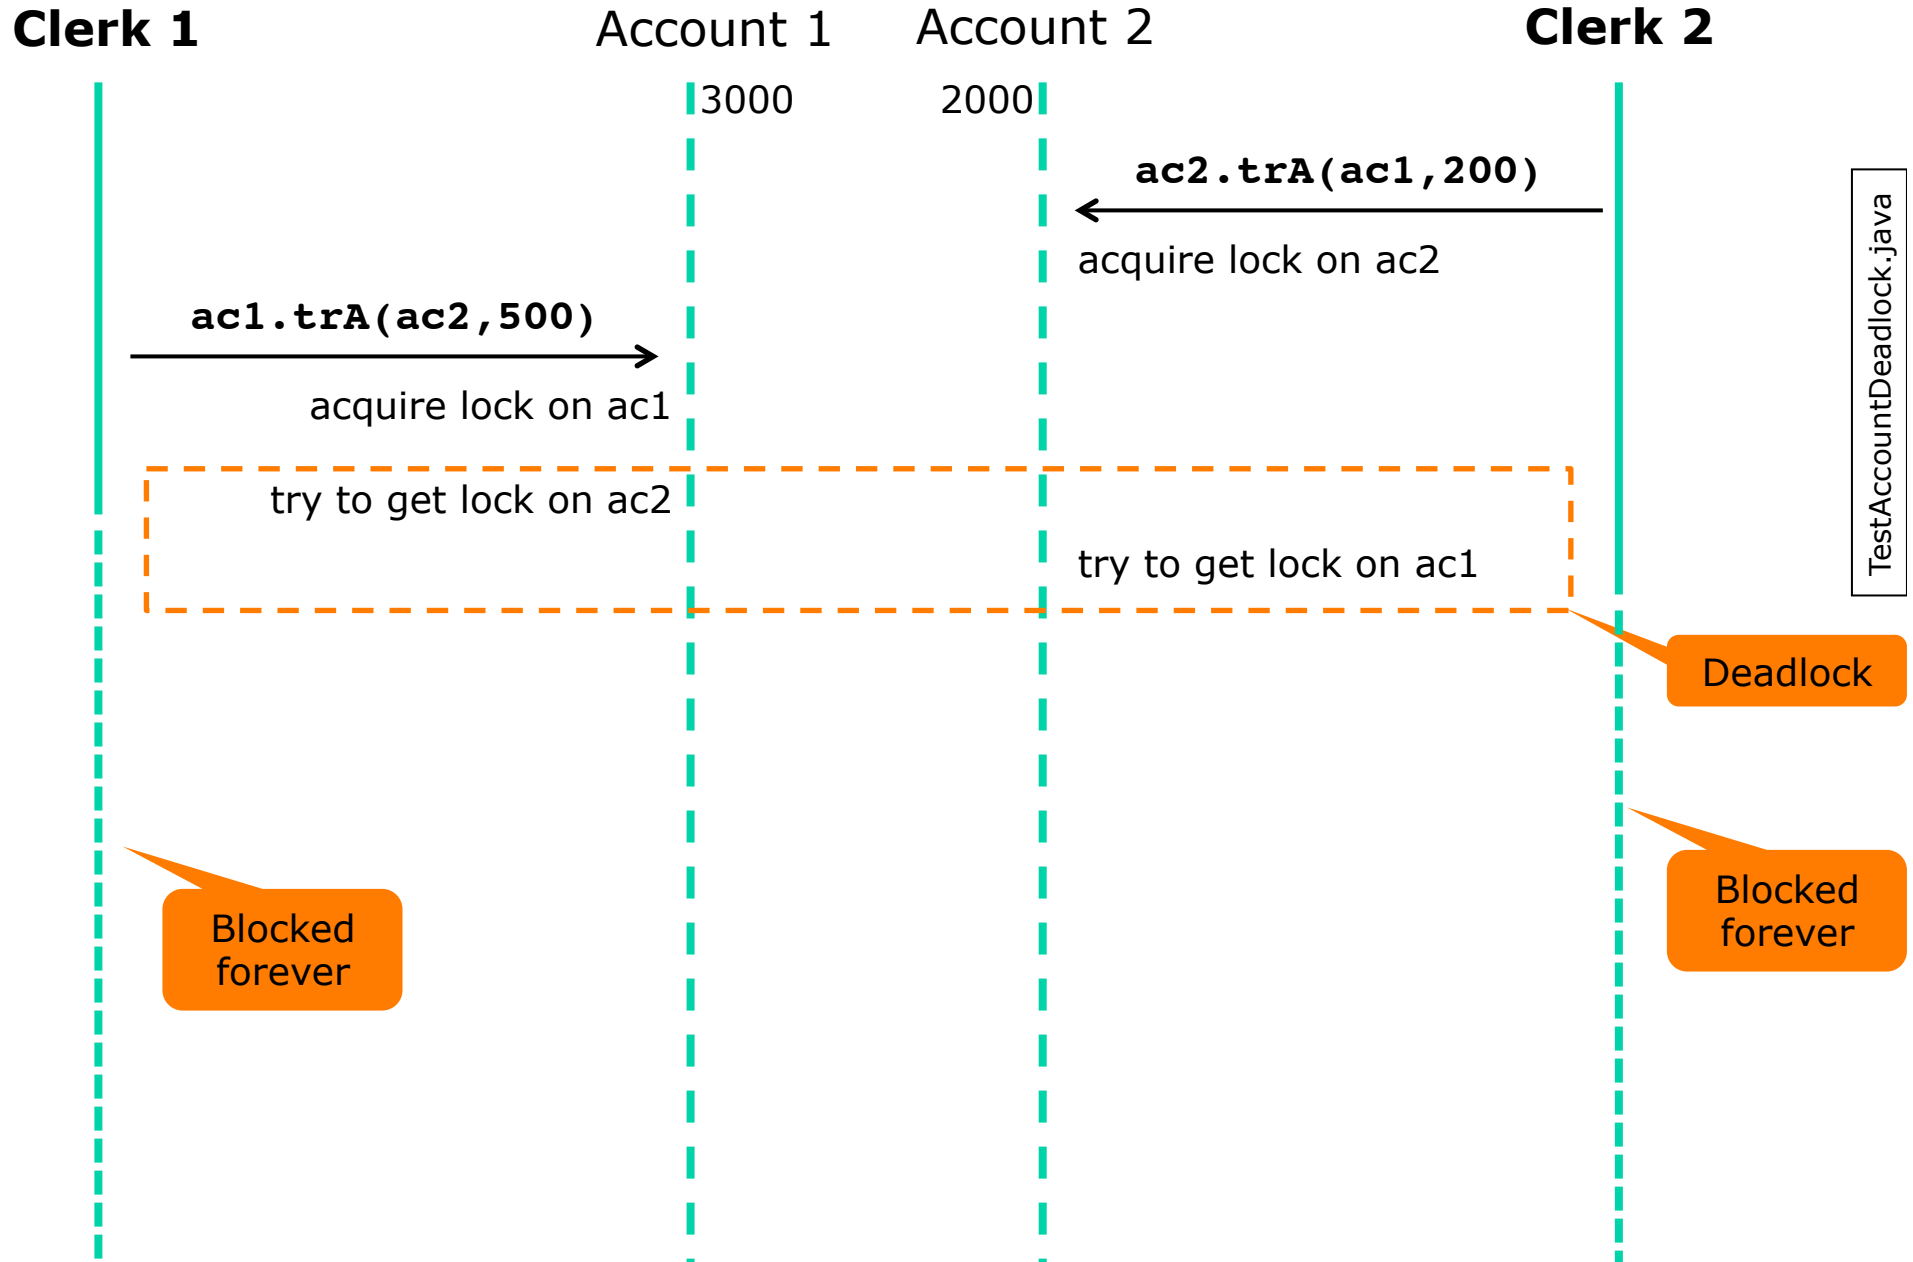 Clerk 1
Account 1
Account 2
Clerk 2
3000
2000
ac2.trA(ac1,200)
acquire lock on ac2
ac1.trA(ac2,500)
acquire lock on ac1
try to get lock on ac2
try to get lock on ac1
TestAccountDeadlock.java
Deadlock
Blocked
forever
Blocked
forever